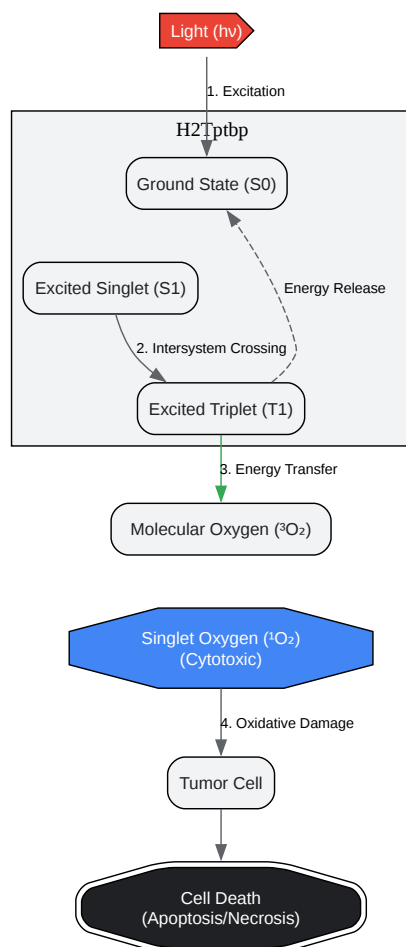 Light (hν)
1. Excitation
H2Tptbp
Ground State (S0)
Energy Release
Excited Singlet (S1)
2. Intersystem Crossing
Excited Triplet (T1)
3. Energy Transfer
Molecular Oxygen (³O₂)
Singlet Oxygen (¹O₂)
(Cytotoxic)
4. Oxidative Damage
Tumor Cell
Cell Death
(Apoptosis/Necrosis)